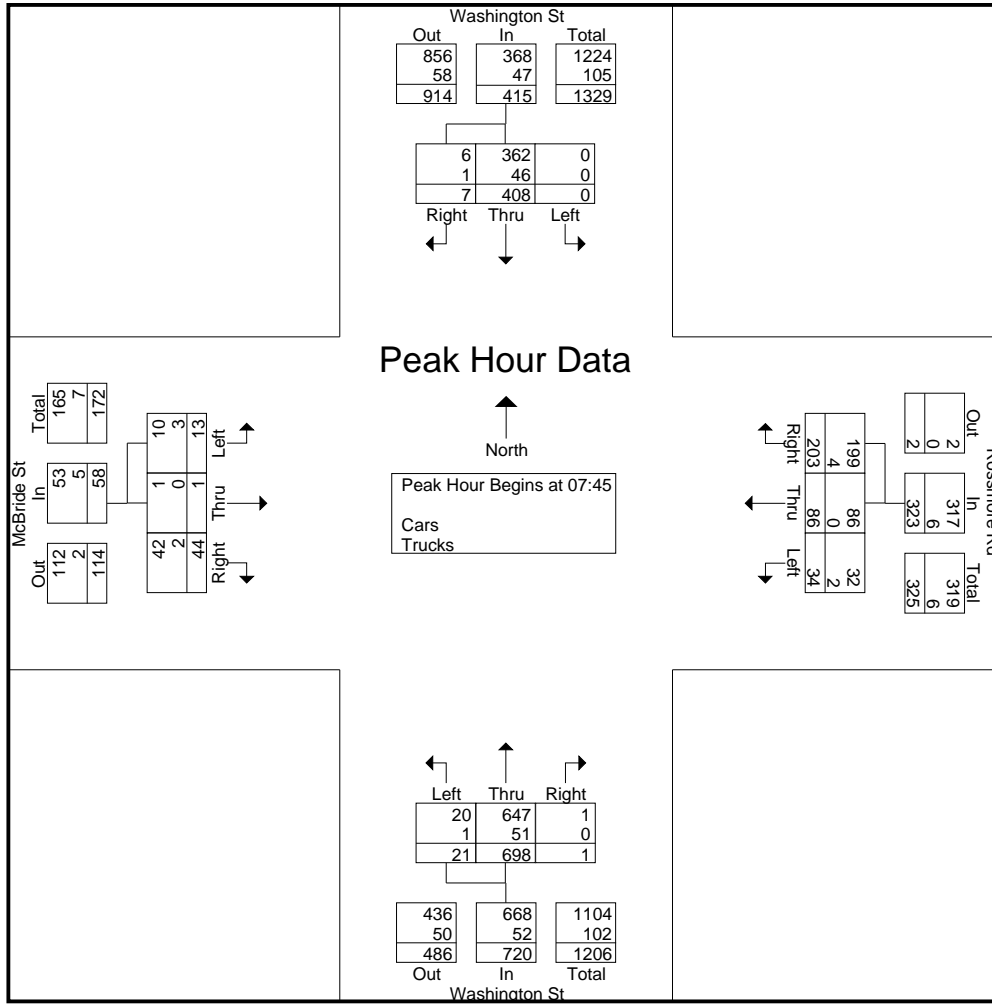 Washington St
Out In Total
856 368 1224
58 47 105
914 415 1329
6 362 0
1 46 0
7 408 0
Right Thru Left
Peak Hour Data
North
Peak Hour Begins at 07:45
Cars
Trucks
McBride St
Total In Out
165 53 112
7 5 2
172 58 114
10 1 42
3 0 2
13 1 44
Left Thru Right
Right Thru Left
203 86 34
4 0 2
199 86 32
2 323 325
0 6 6
2 317 319
Out In Total
Left Thru Right
20 647 1
1 51 0
21 698 1
436 668 1104
50 52 102
486 720 1206
Out In Total
Washington St